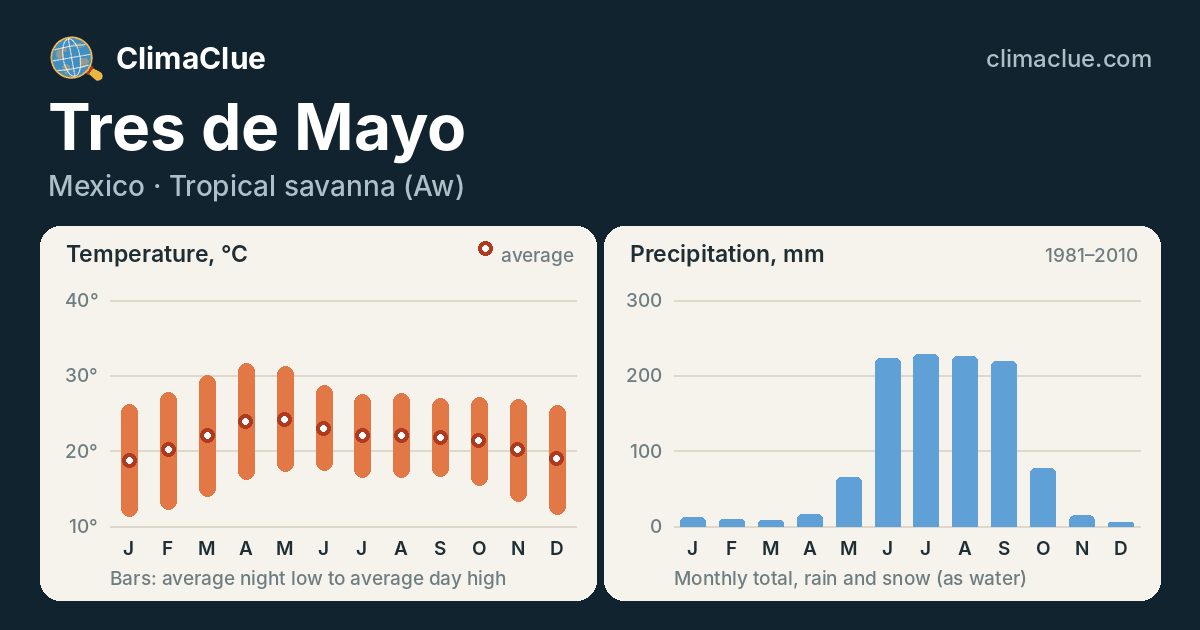 ClimaClue
climaclue.com
Tres de Mayo
Mexico · Tropical savanna (Aw)
Temperature, °C
average
40°
30°
20°
10°
J F M A M J J A S O N D
Bars: average night low to average day high
Precipitation, mm
1981–2010
300
200
100
0
J F M A M J J A S O N D
Monthly total, rain and snow (as water)